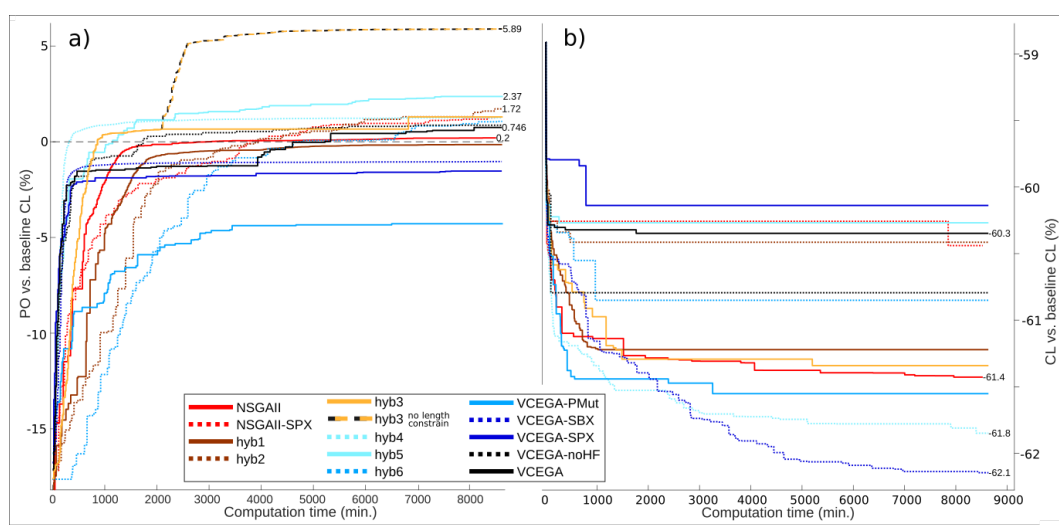 a)
b)
PO vs. baseline CL (%)
5
0
-5
-10
-15
5.89
2.37
1.72
0.746
0.2
0
1000
2000
3000
4000
5000
6000
7000
8000
Computation time (min.)
NSGAII
NSGAII-SPX
hyb1
hyb2
hyb3
hyb3 no length
constrain
hyb4
hyb5
hyb6
VCEGA-PMut
VCEGA-SBX
VCEGA-SPX
VCEGA-noHF
VCEGA
-60.3
-61.4
-61.8
-62.1
-59
-60
-61
-62
CL vs. baseline CL (%)
0
1000
2000
3000
4000
5000
6000
7000
8000
9000
Computation time (min.)